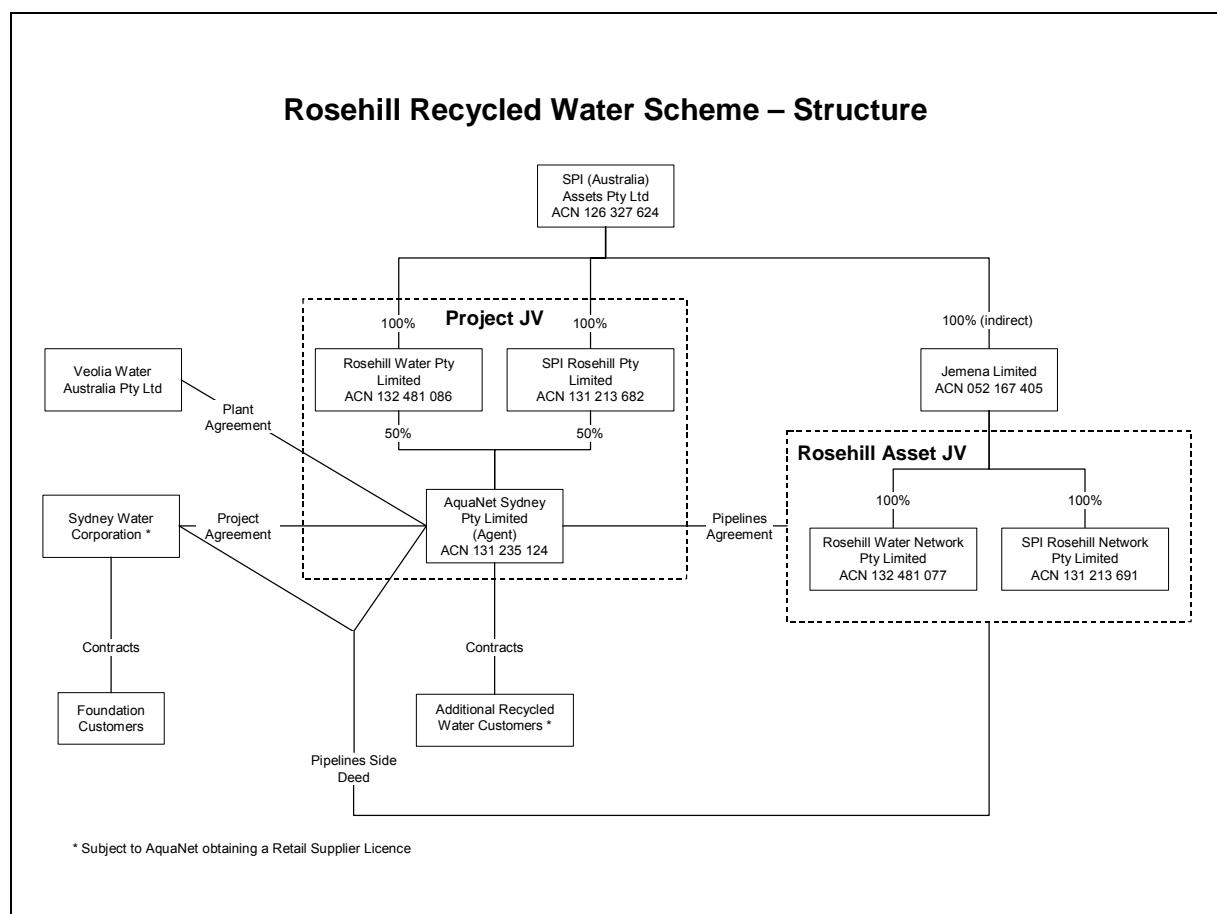 Rosehill Recycled Water Scheme – Structure
SPI (Australia)
Assets Pty Ltd
ACN 126 327 624
Project JV
100%
100%
100% (indirect)
Veolia Water
Australia Pty Ltd
Rosehill Water Pty
Limited
ACN 132 481 086
SPI Rosehill Pty
Limited
ACN 131 213 682
Jemena Limited
ACN 052 167 405
Plant
Agreement
50%
50%
Rosehill Asset JV
100%
100%
Sydney Water
Corporation *
Project
Agreement
AquaNet Sydney
Pty Limited
(Agent)
ACN 131 235 124
Pipelines
Agreement
Rosehill Water Network
Pty Limited
ACN 132 481 077
SPI Rosehill Network
Pty Limited
ACN 131 213 691
Contracts
Contracts
Foundation
Customers
Additional Recycled
Water Customers *
Pipelines Side
Deed
* Subject to AquaNet obtaining a Retail Supplier Licence